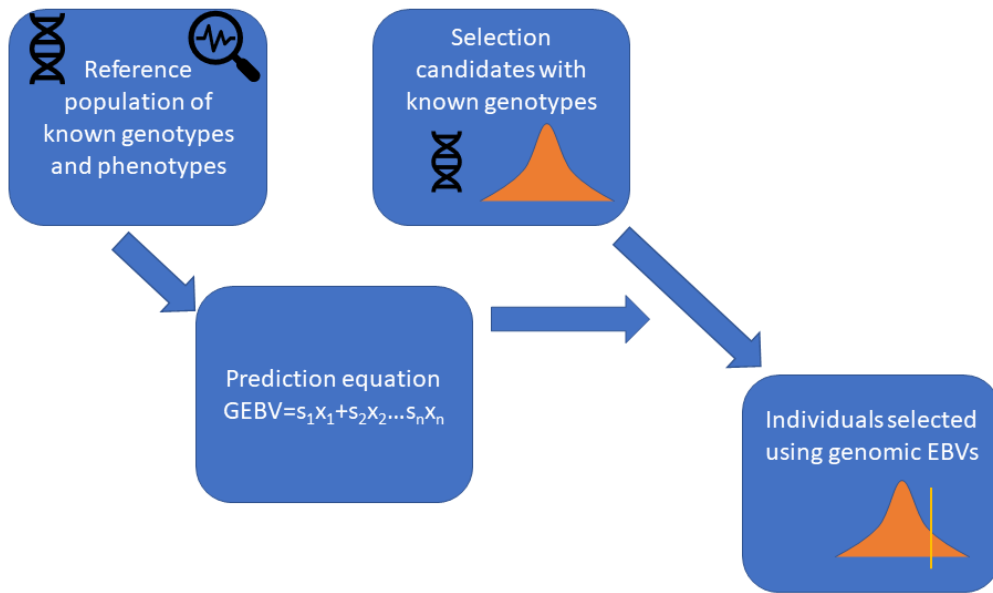 Reference
population of
known genotypes
and phenotypes
Selection
candidates with
known genotypes
Prediction equation
GEBV=s₁x₁+s₂x₂...sₙxₙ
Individuals selected
using genomic EBVs